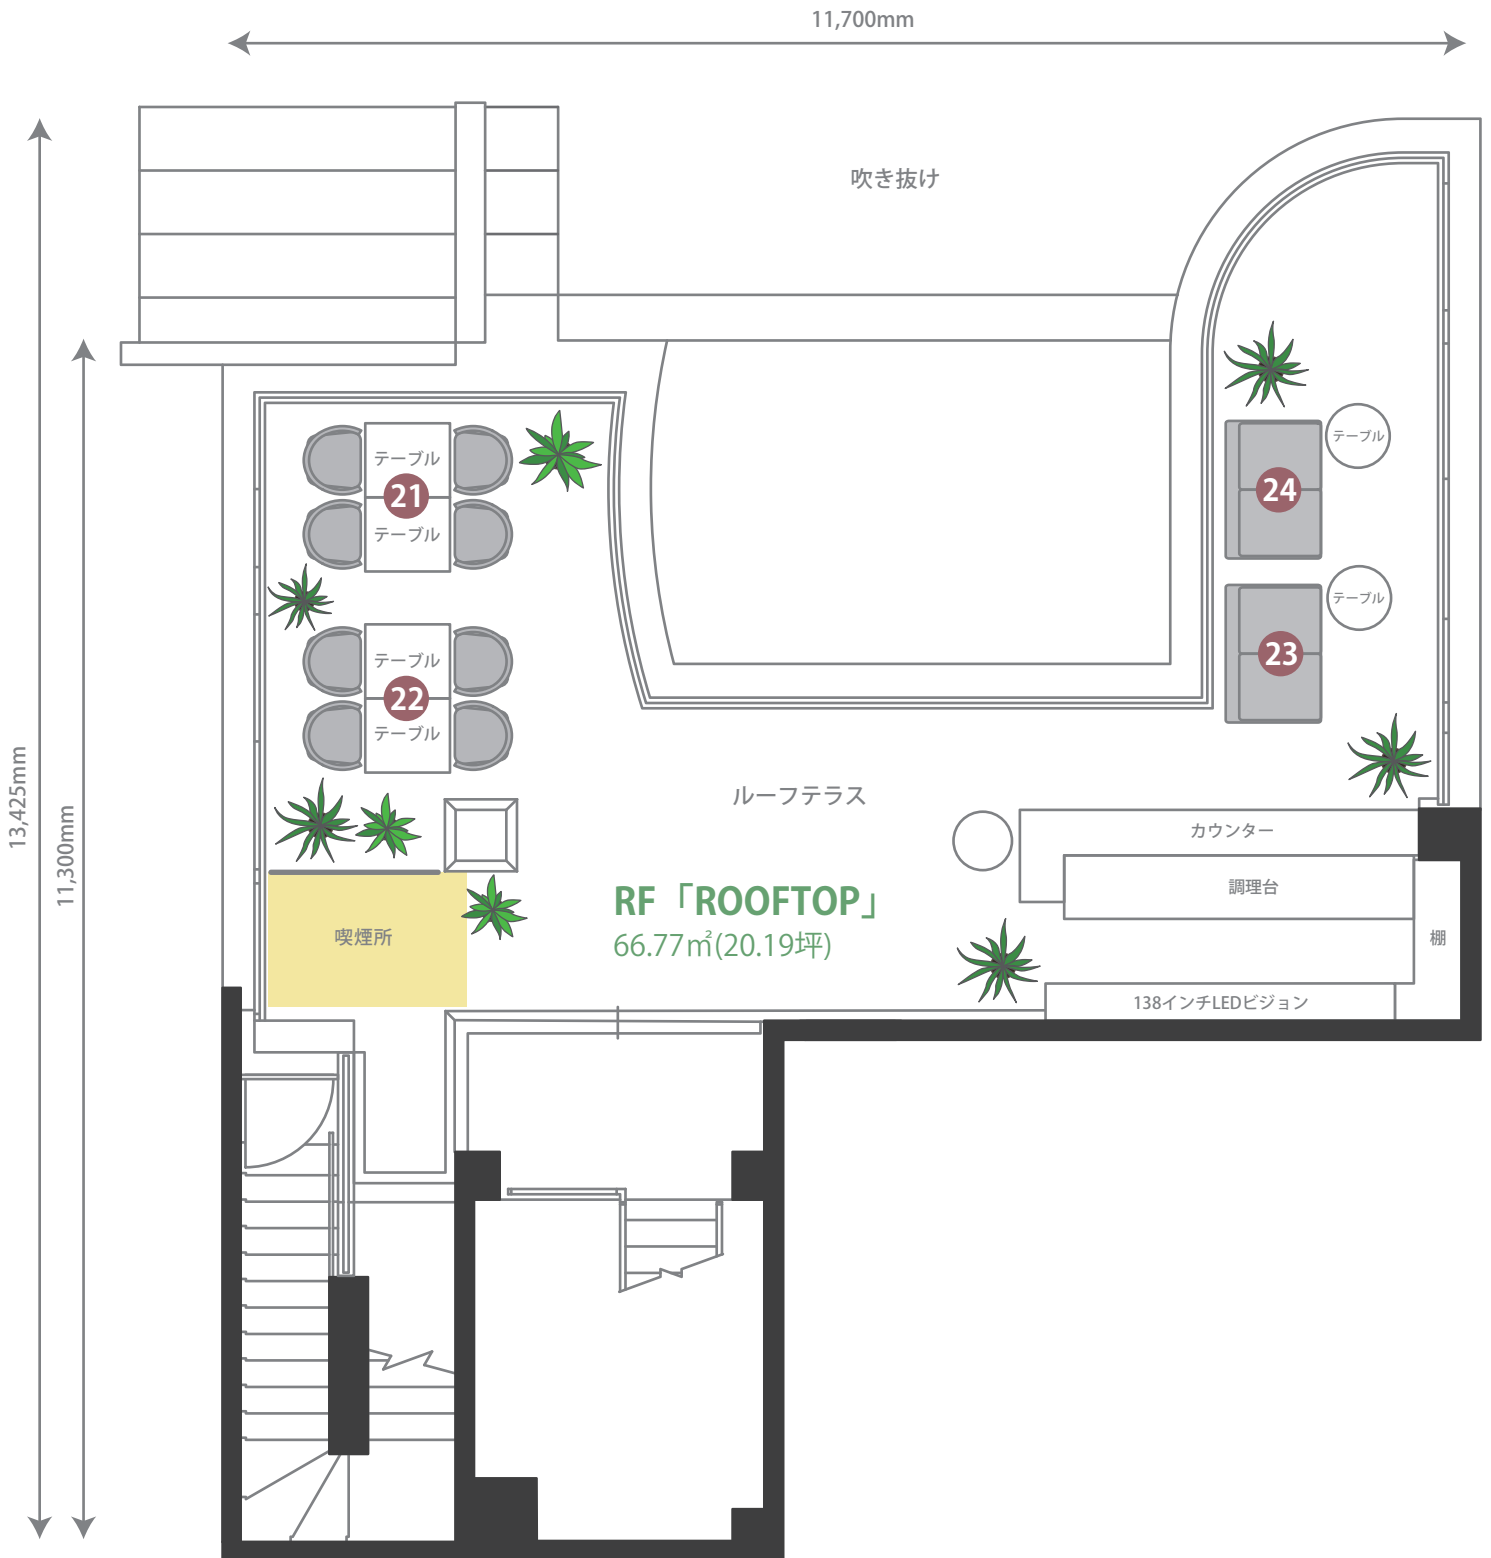 11,700mm
吹き抜け
13,425mm
11,300mm
テーブル
21
テーブル
テーブル
22
テーブル
テーブル
24
テーブル
23
ルーフテラス
カウンター
調理台
棚
138インチLEDビジョン
RF「ROOFTOP」
66.77㎡(20.19坪)
喫煙所